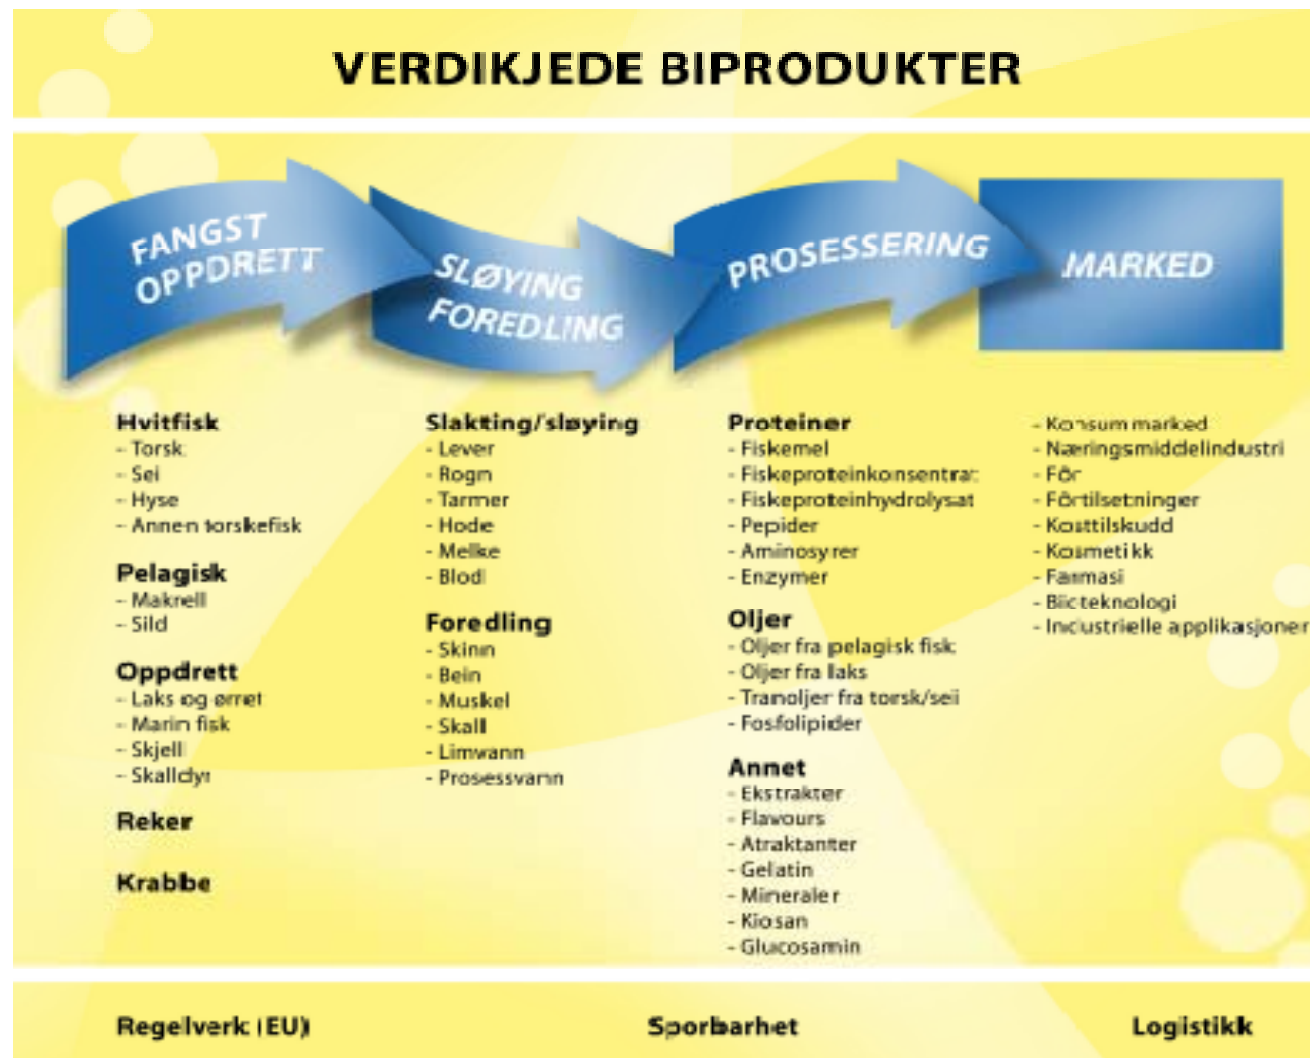 VERDIKJEDE BIPRODUKTER
FANGST
OPPDRETT
SLØYING
FOREDLING
PROSESSERING
MARKED
Hvitfisk
- Torsk
- Sei
- Hyse
- Annen torskefisk
Pelagisk
- Makrell
- Sild
Oppdrett
- Laks og ørret
- Marin fisk
- Skjell
- Skalldyr
Reker
Krabbe
Slakting/sløying
- Lever
- Rogn
- Tarmer
- Hode
- Melke
- Blod
Foredling
- Skinn
- Bein
- Muskel
- Skall
- Limvann
- Prosessvann
Proteiner
- Fiskemel
- Fiskeproteinkonsentrat
- Fiskeproteinhydrolysat
- Pepider
- Aminosyrer
- Enzymer
Oljer
- Oljer fra pelagisk fisk
- Oljer fra laks
- Tranoljer fra torsk/sei
- Fosfolipider
Annet
- Ekstrakter
- Flavours
- Atraktanter
- Gelatin
- Mineraler
- Kiosan
- Glucosamin
- Konsum marked
- Næringsmiddelindustri
- Fôr
- Fôrtilsetninger
- Kosttilskudd
- Kosmetikk
- Farmasi
- Bioteknologi
- Industrielle applikasjoner
Regelverk (EU)
Sporbarhet
Logistikk